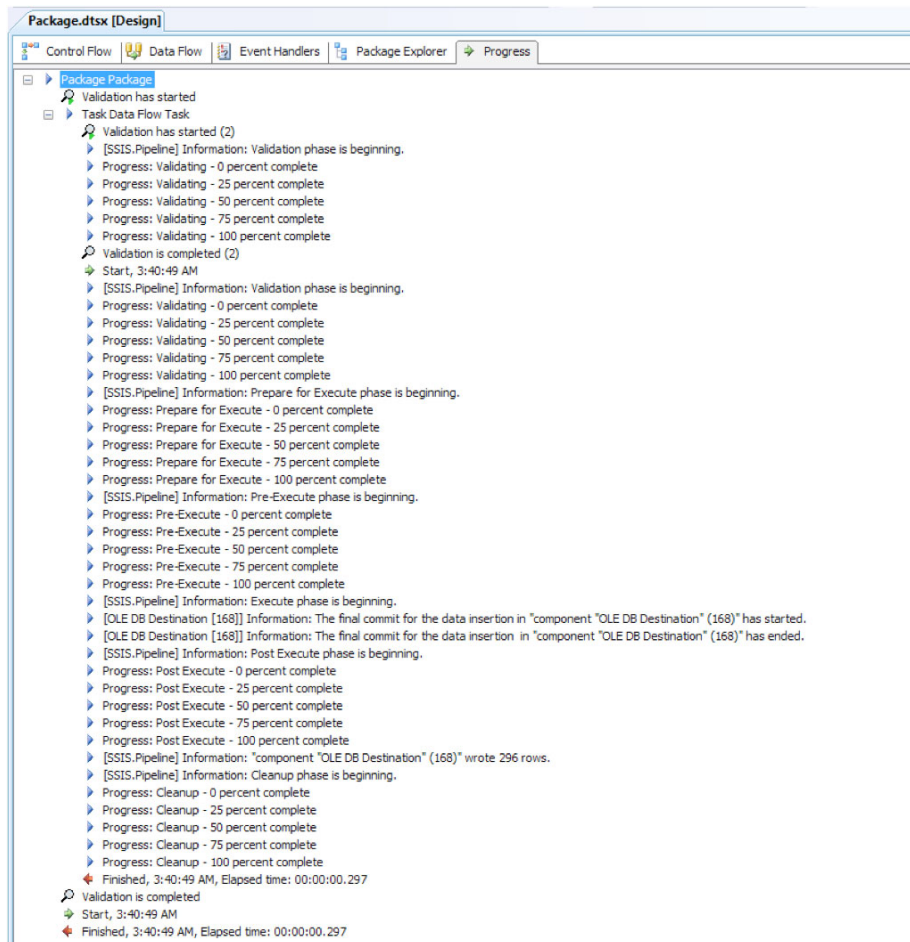 Package.dtsx [Design]
Control Flow Data Flow Event Handlers Package Explorer Progress
Package Package
Validation has started
Task Data Flow Task
Validation has started (2)
[SSIS.Pipeline] Information: Validation phase is beginning.
Progress: Validating - 0 percent complete
Progress: Validating - 25 percent complete
Progress: Validating - 50 percent complete
Progress: Validating - 75 percent complete
Progress: Validating - 100 percent complete
Validation is completed (2)
Start, 3:40:49 AM
[SSIS.Pipeline] Information: Validation phase is beginning.
Progress: Validating - 0 percent complete
Progress: Validating - 25 percent complete
Progress: Validating - 50 percent complete
Progress: Validating - 75 percent complete
Progress: Validating - 100 percent complete
[SSIS.Pipeline] Information: Prepare for Execute phase is beginning.
Progress: Prepare for Execute - 0 percent complete
Progress: Prepare for Execute - 25 percent complete
Progress: Prepare for Execute - 50 percent complete
Progress: Prepare for Execute - 75 percent complete
Progress: Prepare for Execute - 100 percent complete
[SSIS.Pipeline] Information: Pre-Execute phase is beginning.
Progress: Pre-Execute - 0 percent complete
Progress: Pre-Execute - 25 percent complete
Progress: Pre-Execute - 50 percent complete
Progress: Pre-Execute - 75 percent complete
Progress: Pre-Execute - 100 percent complete
[SSIS.Pipeline] Information: Execute phase is beginning.
[OLE DB Destination [168]] Information: The final commit for the data insertion in "component "OLE DB Destination" (168)" has started.
[OLE DB Destination [168]] Information: The final commit for the data insertion  in "component "OLE DB Destination" (168)" has ended.
[SSIS.Pipeline] Information: Post Execute phase is beginning.
Progress: Post Execute - 0 percent complete
Progress: Post Execute - 25 percent complete
Progress: Post Execute - 50 percent complete
Progress: Post Execute - 75 percent complete
Progress: Post Execute - 100 percent complete
[SSIS.Pipeline] Information: "component "OLE DB Destination" (168)" wrote 296 rows.
[SSIS.Pipeline] Information: Cleanup phase is beginning.
Progress: Cleanup - 0 percent complete
Progress: Cleanup - 25 percent complete
Progress: Cleanup - 50 percent complete
Progress: Cleanup - 75 percent complete
Progress: Cleanup - 100 percent complete
Finished, 3:40:49 AM, Elapsed time: 00:00:00.297
Validation is completed
Start, 3:40:49 AM
Finished, 3:40:49 AM, Elapsed time: 00:00:00.297